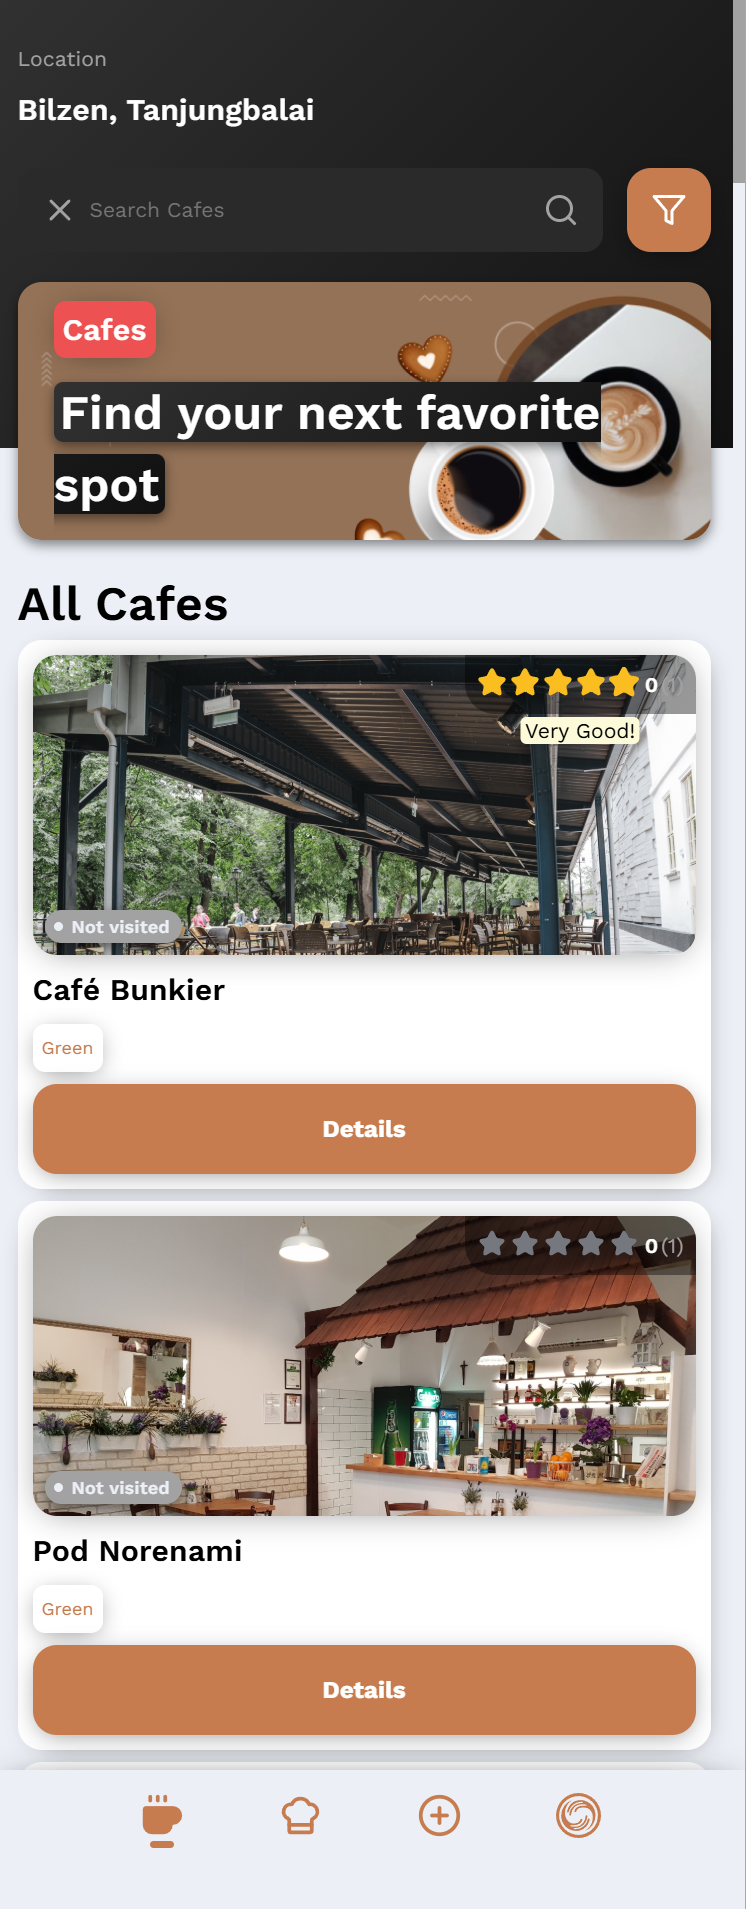 Location
Bilzen, Tanjungbalai
Search Cafes
Cafes
Find your next favorite
spot
All Cafes
0
Very Good!
Not visited
Café Bunkier
Green
Details
0(1)
Not visited
Pod Norenami
Green
Details